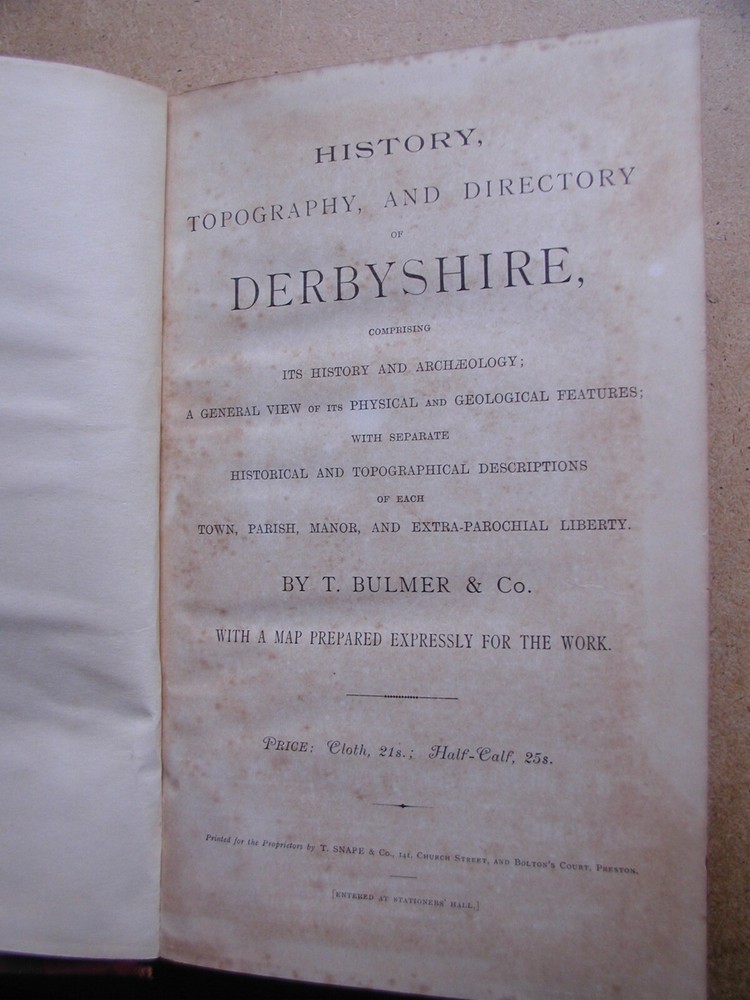 HISTORY,
TOPOGRAPHY, AND DIRECTORY
OF
DERBYSHIRE,
COMPRISING
ITS HISTORY AND ARCHÆOLOGY;
A GENERAL VIEW OF ITS PHYSICAL AND GEOLOGICAL FEATURES;
WITH SEPARATE
HISTORICAL AND TOPOGRAPHICAL DESCRIPTIONS
OF EACH
TOWN, PARISH, MANOR, AND EXTRA-PAROCHIAL LIBERTY.
BY T. BULMER & Co.
WITH A MAP PREPARED EXPRESSLY FOR THE WORK.
PRICE: Cloth, 21s.; Half-Calf, 25s.
Printed for the Proprietors by T. SNAPE & Co., 141, CHURCH STREET, AND BOLTON'S COURT, PRESTON.
[ENTERED AT STATIONERS' HALL.]